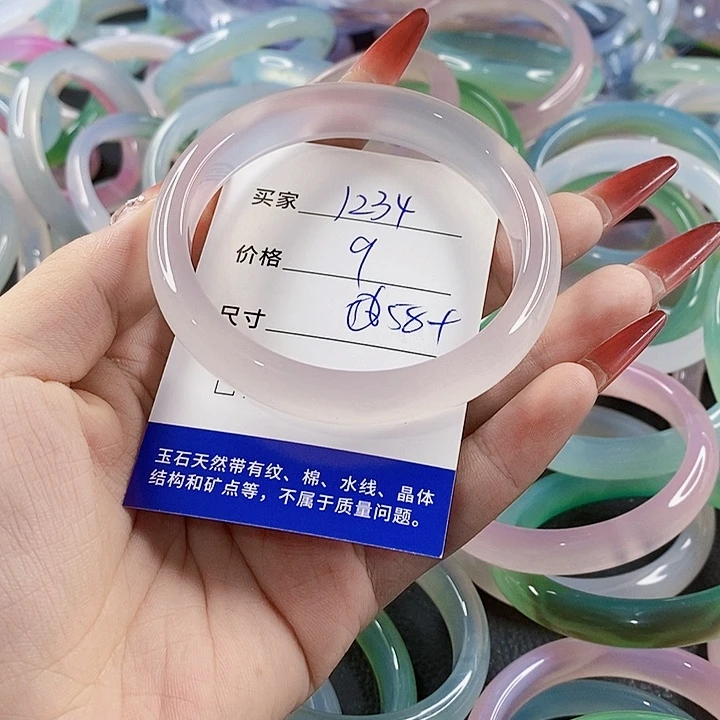 买家 1234
价格 9
尺寸 58+
玉石天然带有纹、棉、水线、晶体
结构和矿点等，不属于质量问题。